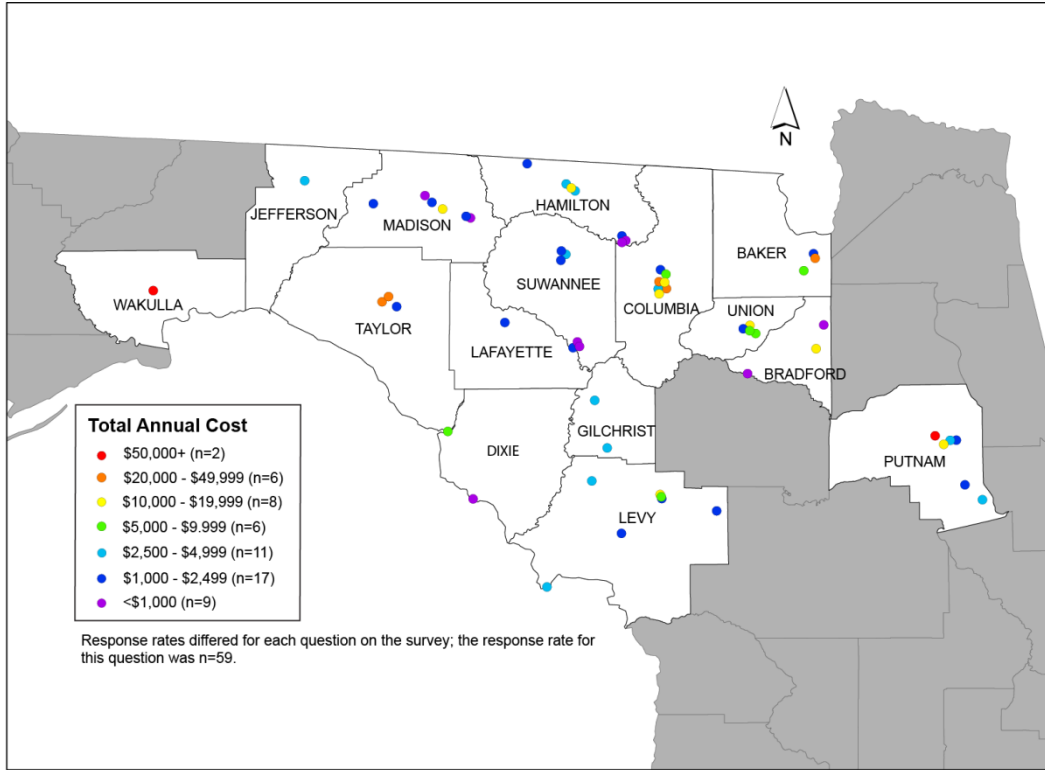 N
JEFFERSON
MADISON
HAMILTON
BAKER
SUWANNEE
WAKULLA
COLUMBIA
UNION
TAYLOR
LAFAYETTE
BRADFORD
GILCHRIST
DIXIE
PUTNAM
LEVY
Total Annual Cost
$50,000+ (n=2)
$20,000 - $49,999 (n=6)
$10,000 - $19,999 (n=8)
$5,000 - $9.999 (n=6)
$2,500 - $4,999 (n=11)
$1,000 - $2,499 (n=17)
<$1,000 (n=9)
Response rates differed for each question on the survey; the response rate for
this question was n=59.